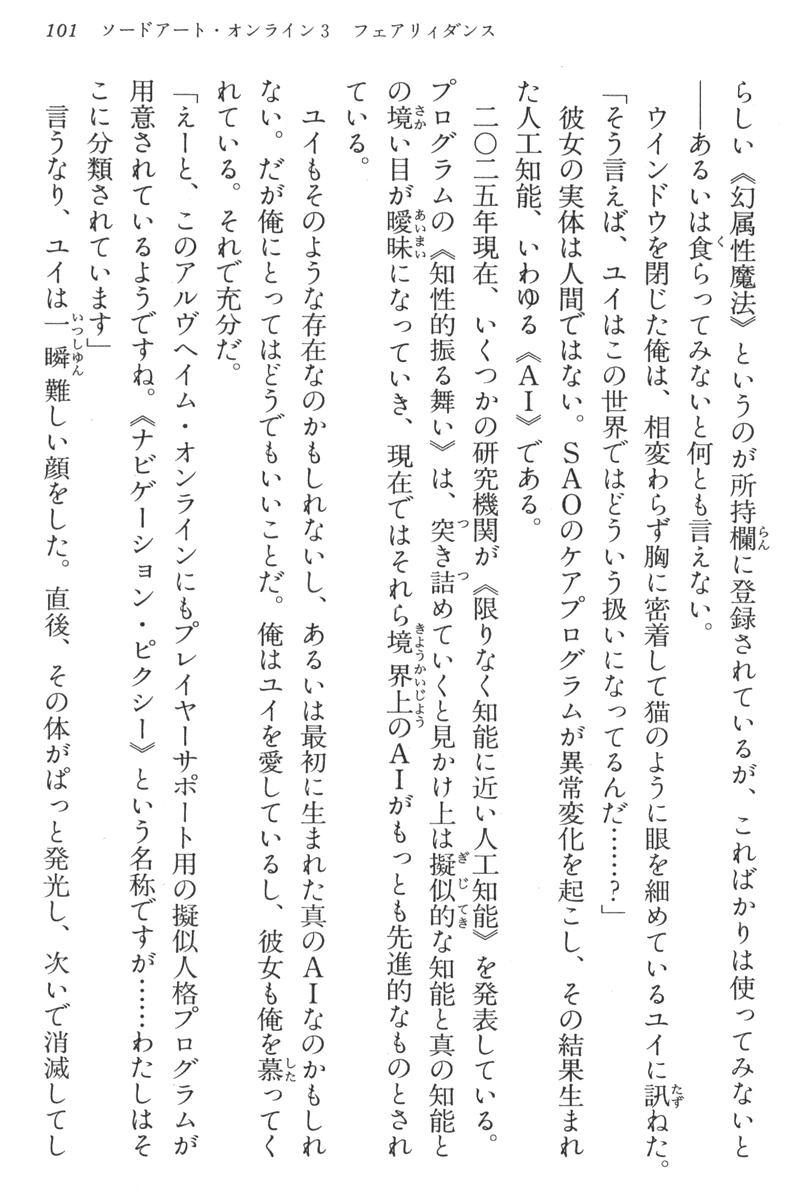 101 ソードアート・オンライン3 フェアリィダンス
らしい《幻属性魔法》というのが所持欄に登録されているが、こればかりは使ってみないと
――あるいは食らってみないと何とも言えない。
ウインドウを閉じた俺は、相変わらず胸に密着して猫のように眼を細めているユイに訊ねた。
「そう言えば、ユイはこの世界ではどういう扱いになってるんだ……?」
彼女の実体は人間ではない。SAOのケアプログラムが異常変化を起こし、その結果生まれ
た人工知能、いわゆる《AI》である。
二〇二五年現在、いくつかの研究機関が《限りなく知能に近い人工知能》を発表している。
プログラムの《知性的振る舞い》は、突き詰めていくと見かけ上は擬似的な知能と真の知能と
の境い目が曖昧になっていき、現在ではそれら境界上のAIがもっとも先進的なものとされ
ている。
ユイもそのような存在なのかもしれないし、あるいは最初に生まれた真のAIなのかもしれ
ない。だが俺にとってはどうでもいいことだ。俺はユイを愛しているし、彼女も俺を慕ってく
れている。それで充分だ。
「えーと、このアルヴヘイム・オンラインにもプレイヤーサポート用の擬似人格プログラムが
用意されているようですね。《ナビゲーション・ピクシー》という名称ですが……わたしはそ
こに分類されています」
言うなり、ユイは一瞬難しい顔をした。直後、その体がぱっと発光し、次いで消滅してし